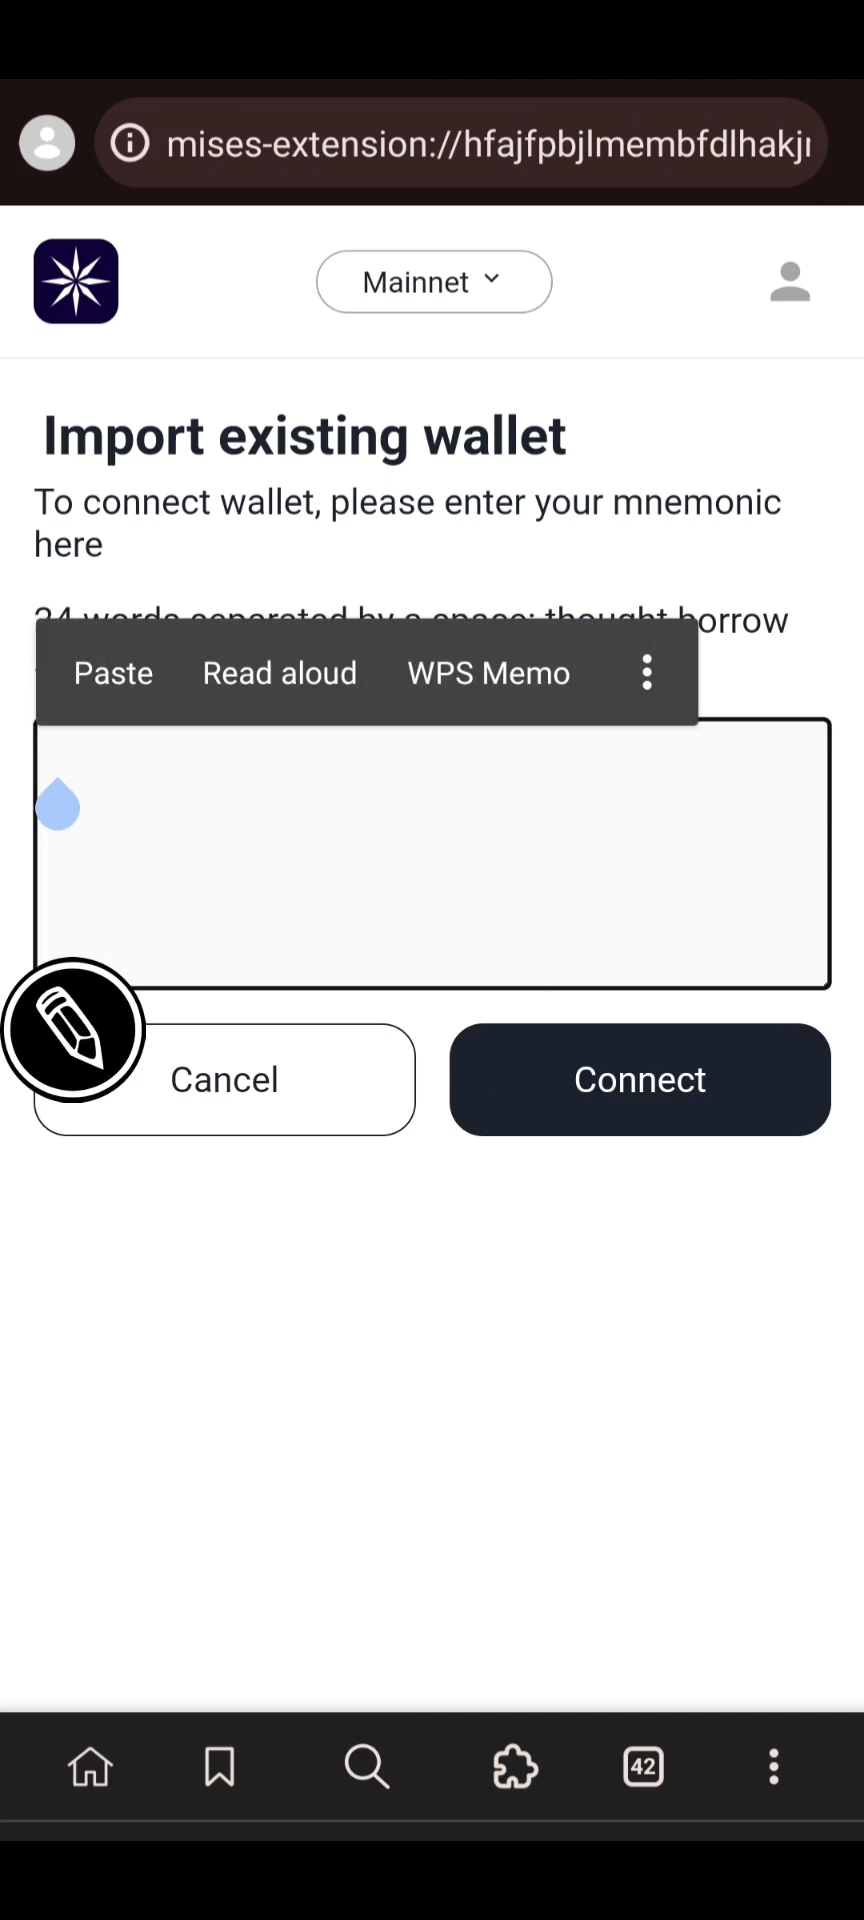 mises-extension://hfajfpbjlmembfdlhakji
Mainnet
Import existing wallet
To connect wallet, please enter your mnemonic
here
24 words separated by a space: thought borrow
Paste Read aloud WPS Memo
Cancel Connect
42